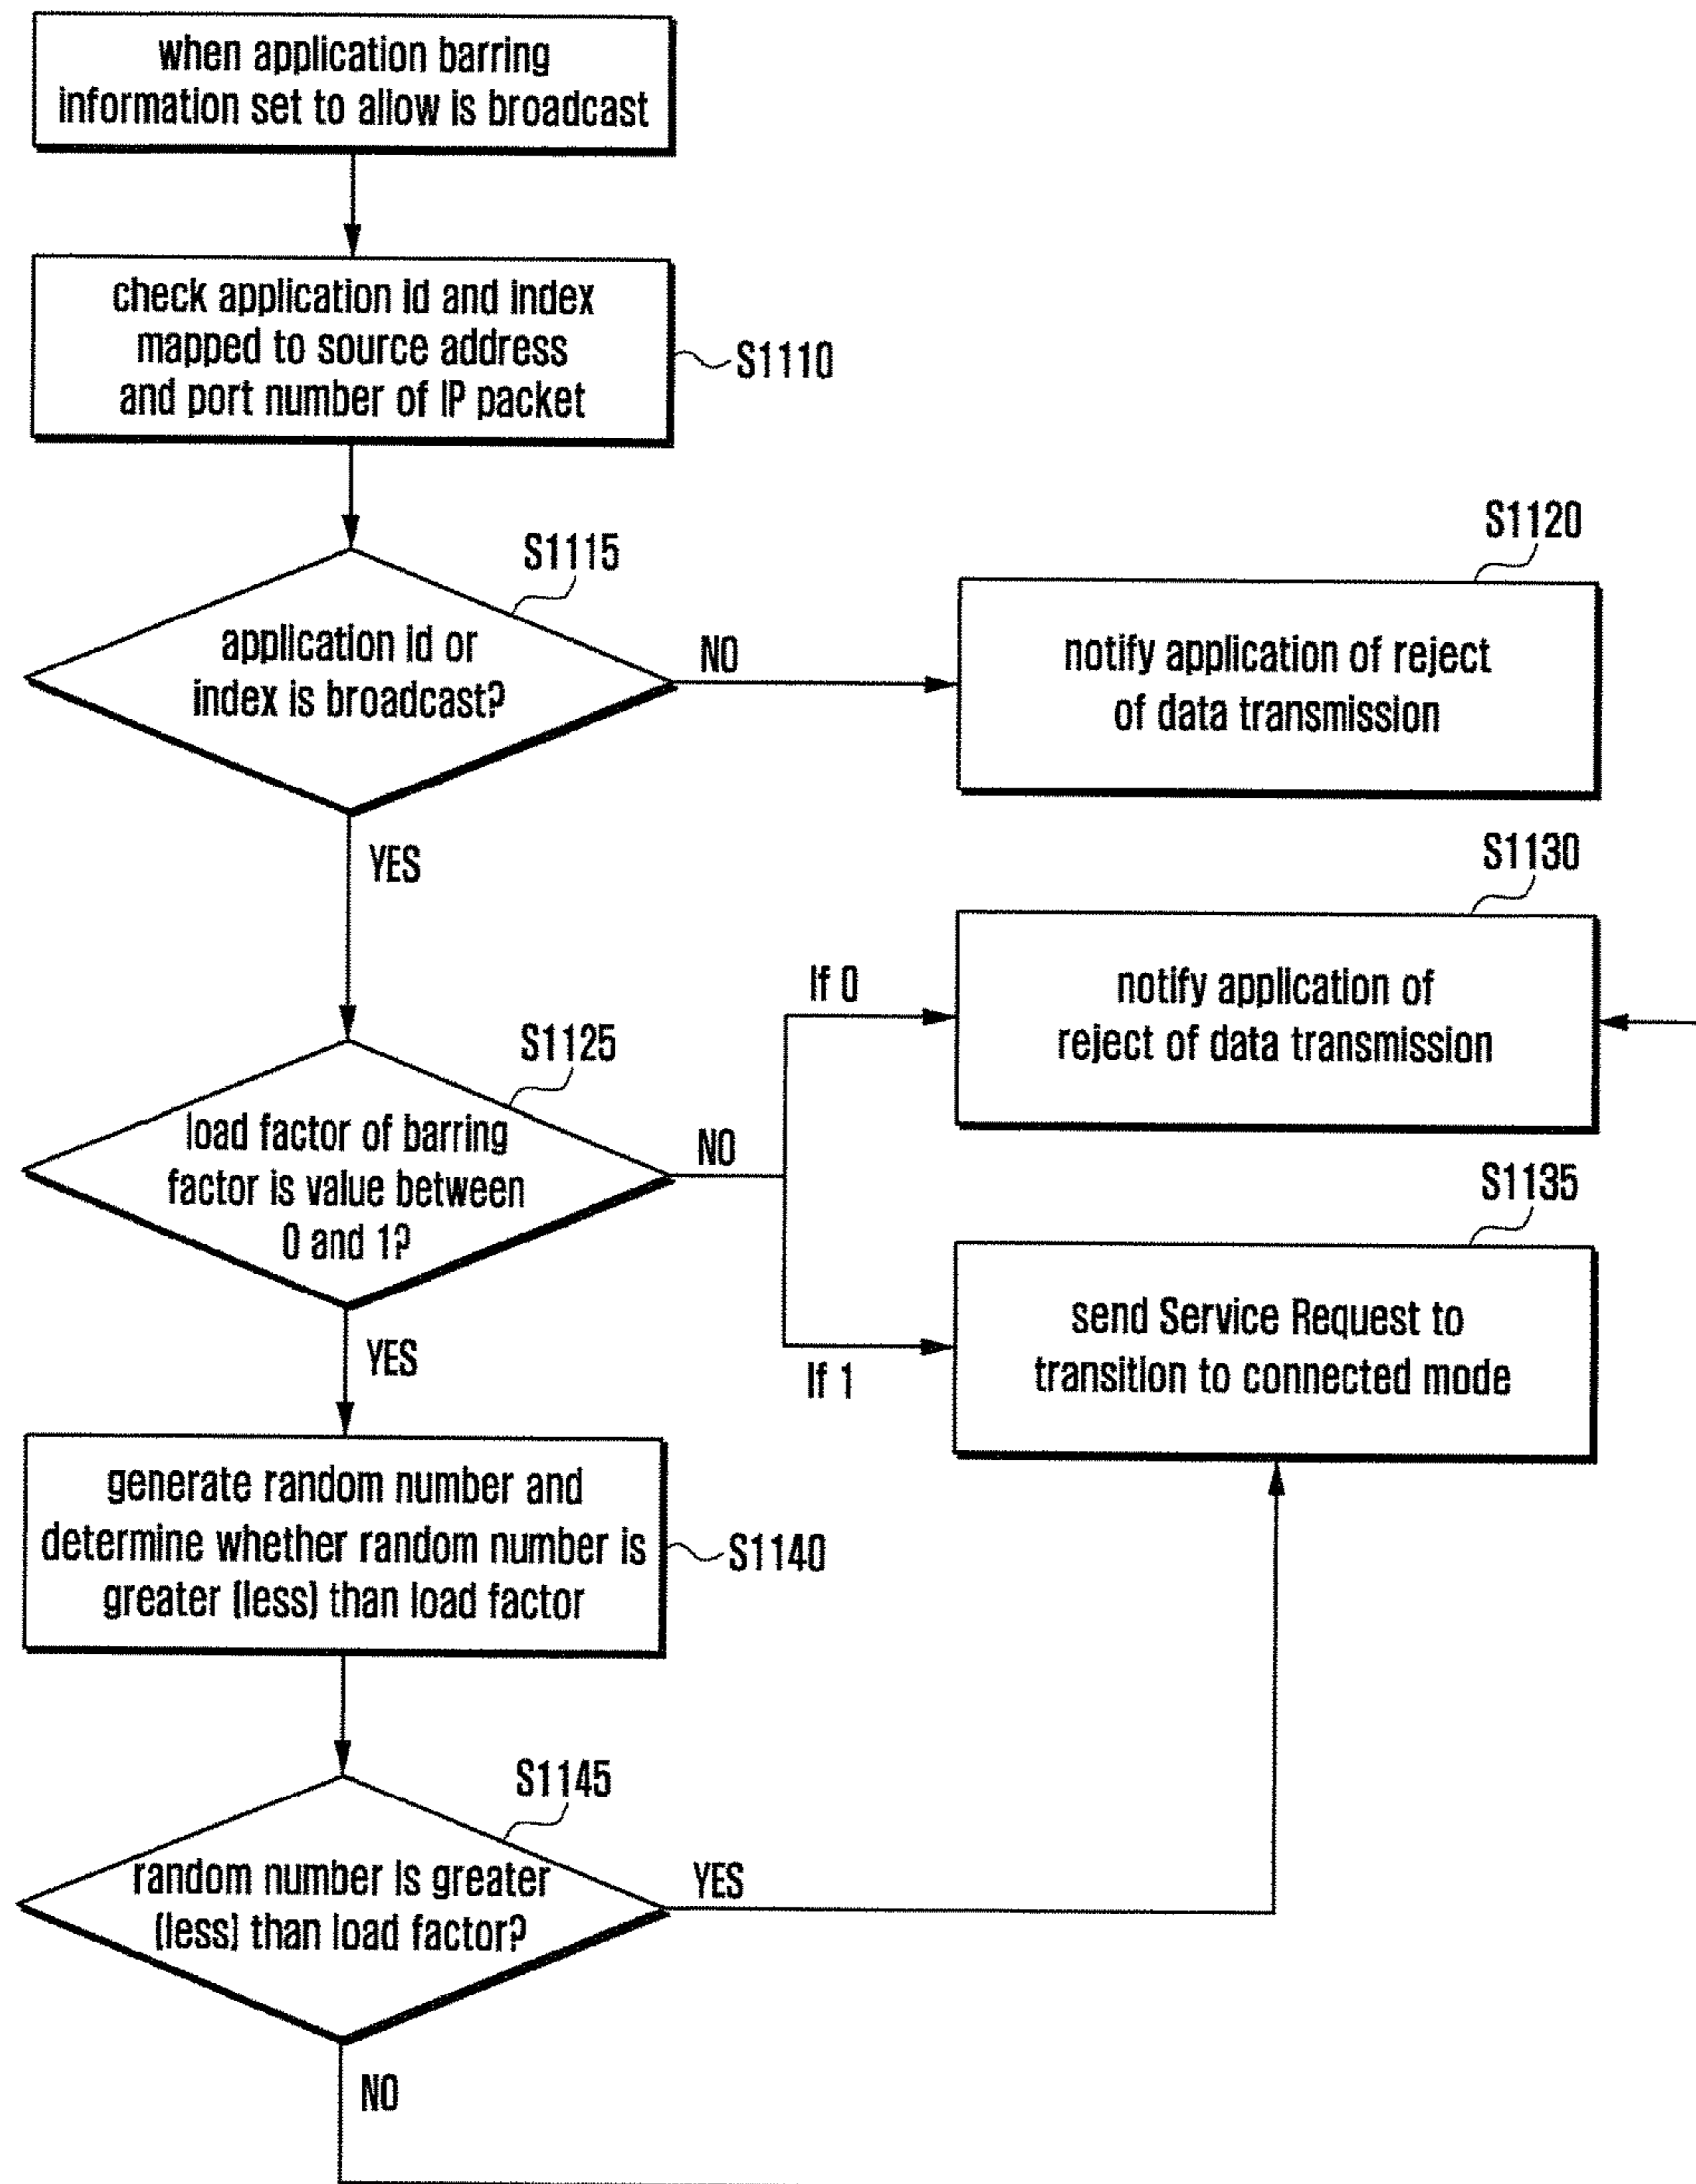 when application barring
information set to allow is broadcast
check application id and index
mapped to source address
and port number of IP packet
S1110
S1115
application id or
index is broadcast?
NO
S1120
notify application of reject
of data transmission
YES
S1125
load factor of barring
factor is value between
0 and 1?
NO
If 0
S1130
notify application of
reject of data transmission
If 1
S1135
send Service Request to
transition to connected mode
YES
generate random number and
determine whether random number is
greater (less) than load factor
S1140
S1145
random number is greater
(less) than load factor?
YES
NO